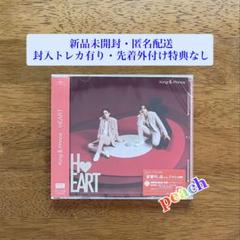 新品未開封・匿名配送
封入トレカ有り・先着外付け特典なし
King & Prince HEART
H♥
EART
peach